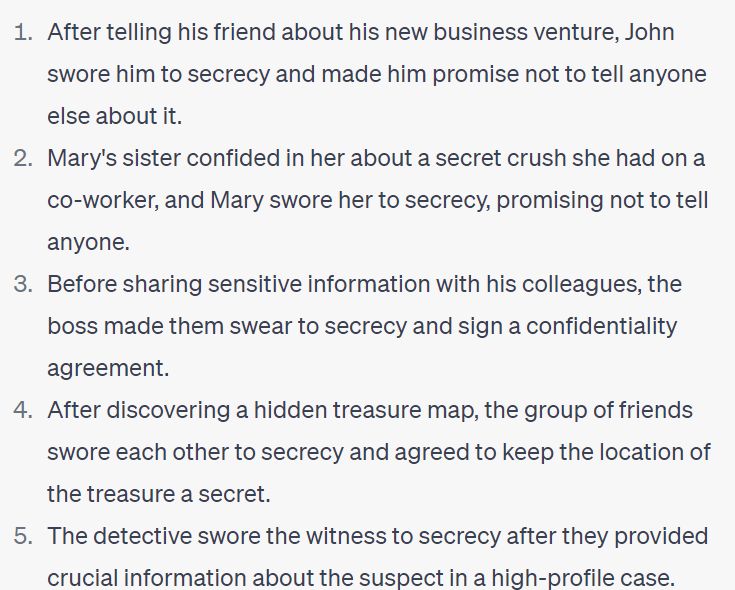 1. After telling his friend about his new business venture, John
swore him to secrecy and made him promise not to tell anyone
else about it.
2. Mary's sister confided in her about a secret crush she had on a
co-worker, and Mary swore her to secrecy, promising not to tell
anyone.
3. Before sharing sensitive information with his colleagues, the
boss made them swear to secrecy and sign a confidentiality
agreement.
4. After discovering a hidden treasure map, the group of friends
swore each other to secrecy and agreed to keep the location of
the treasure a secret.
5. The detective swore the witness to secrecy after they provided
crucial information about the suspect in a high-profile case.